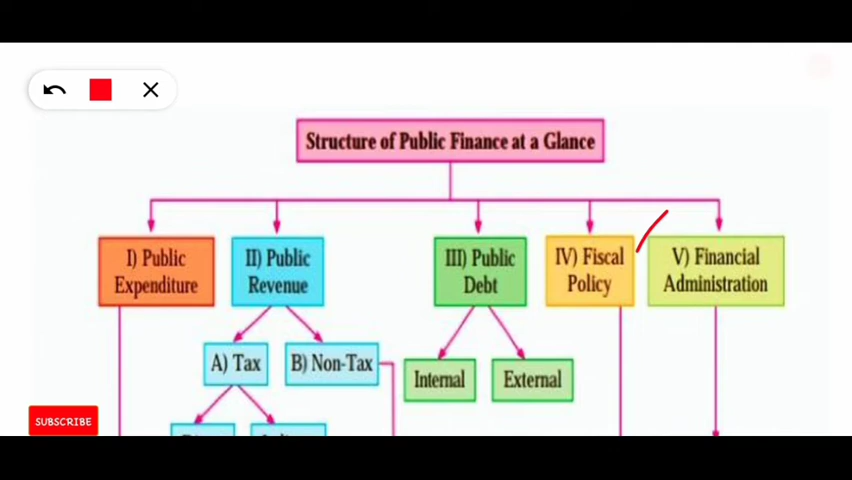 Structure of Public Finance at a Glance
I) Public
Expenditure
II) Public
Revenue
III) Public
Debt
IV) Fiscal
Policy
V) Financial
Administration
A) Tax
B) Non-Tax
Internal
External
SUBSCRIBE